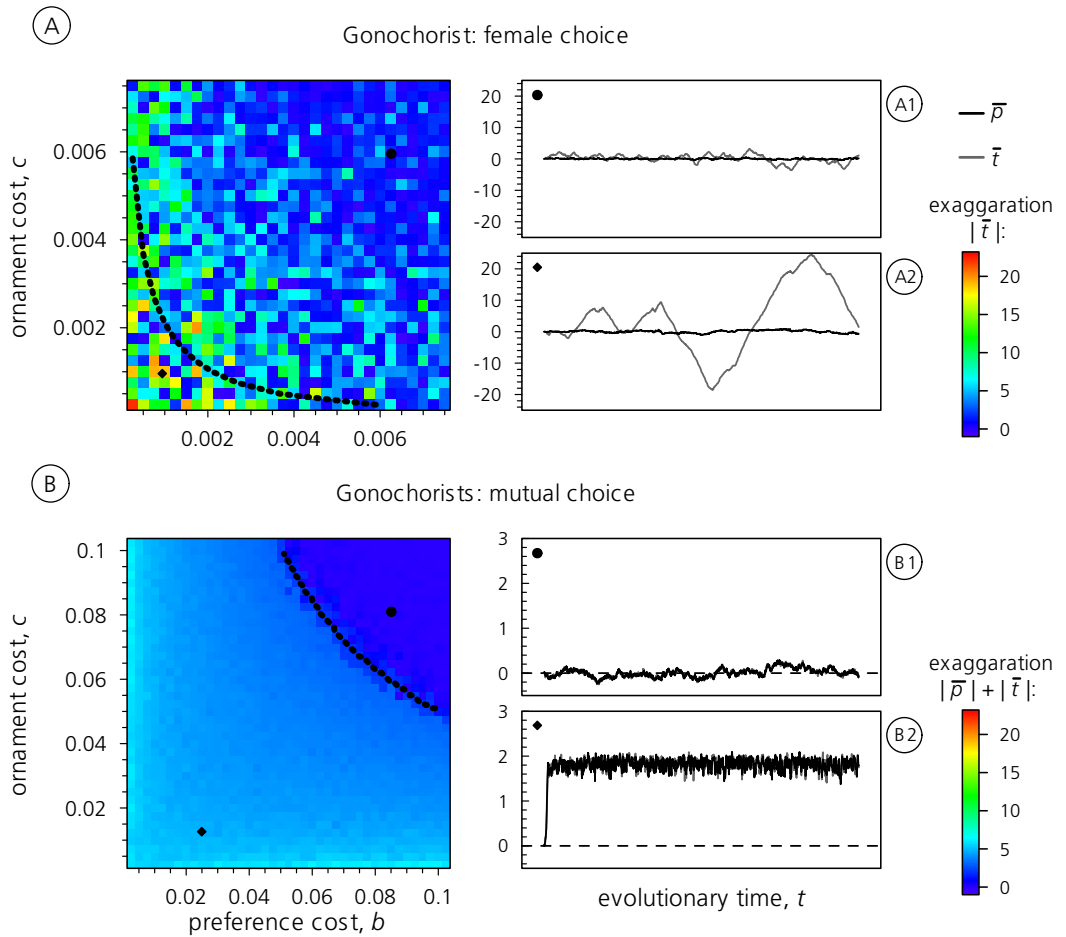 A
Gonochorist: female choice
ornament cost, c
0.006
0.004
0.002
0.002 0.004 0.006
20
10
0
-10
-20
A1
20
10
0
-10
-20
A2
p̅
t̅
exaggaration
| t̅ |:
20
15
10
5
0
B
Gonochorists: mutual choice
ornament cost, c
0.1
0.08
0.06
0.04
0.02
0.02 0.04 0.06 0.08 0.1
preference cost, b
3
2
1
0
B1
3
2
1
0
B2
evolutionary time, t
exaggaration
| p̅ | + | t̅ |:
20
15
10
5
0